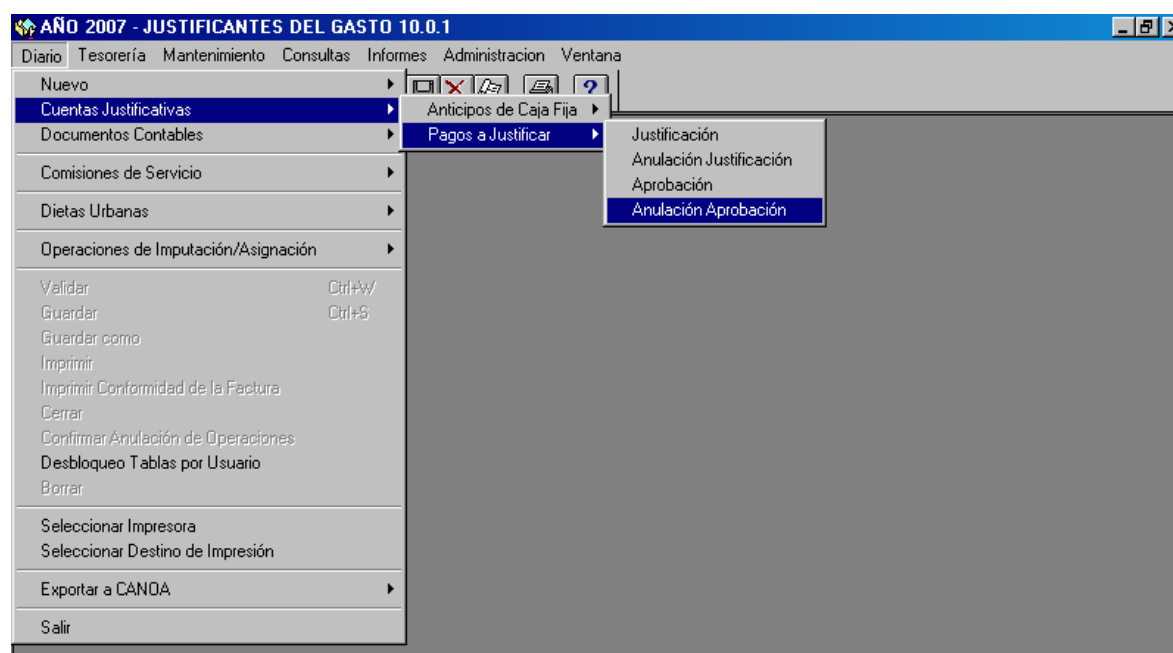 AÑO 2007 - JUSTIFICANTES DEL GASTO 10.0.1
Diario Tesorería Mantenimiento Consultas Informes Administracion Ventana
Nuevo
Cuentas Justificativas
Documentos Contables
Comisiones de Servicio
Dietas Urbanas
Operaciones de Imputación/Asignación
Validar Ctrl+W
Guardar Ctrl+S
Guardar como
Imprimir
Imprimir Conformidad de la Factura
Cerrar
Confirmar Anulación de Operaciones
Desbloqueo Tablas por Usuario
Borrar
Seleccionar Impresora
Seleccionar Destino de Impresión
Exportar a CANOA
Salir
Anticipos de Caja Fija
Pagos a Justificar
Justificación
Anulación Justificación
Aprobación
Anulación Aprobación